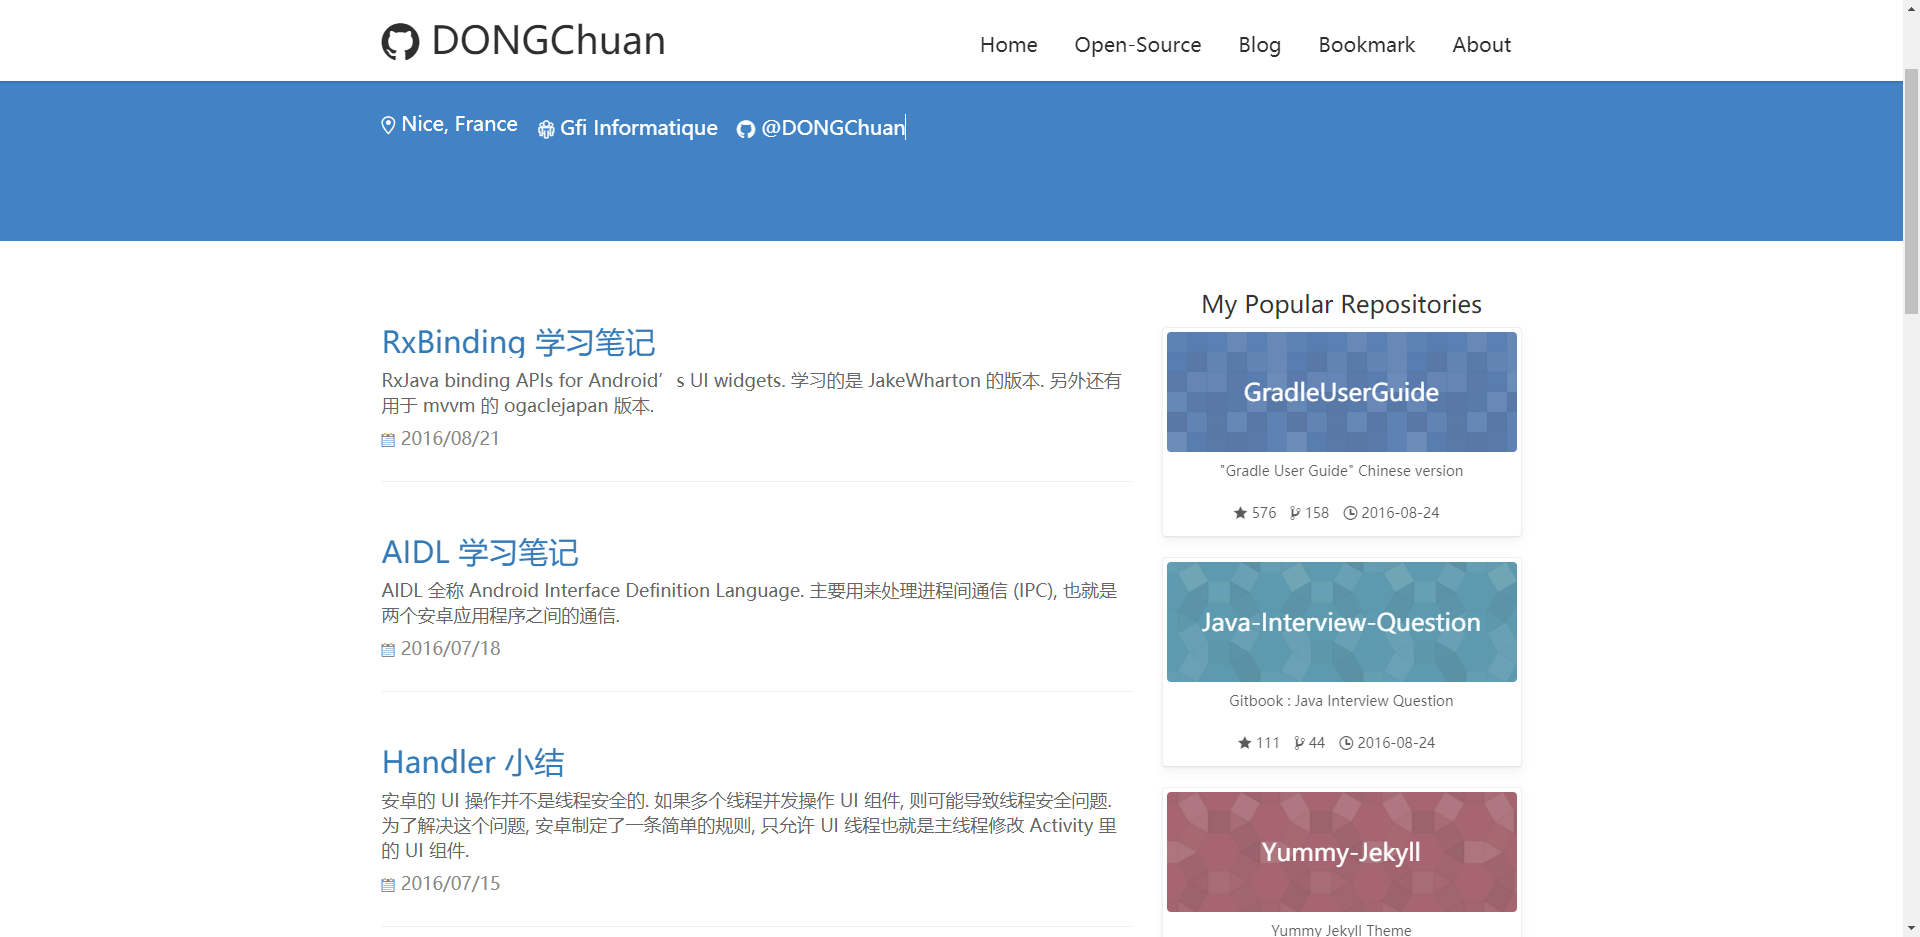 DONGChuan
Home Open-Source Blog Bookmark About
Nice, France Gfi Informatique @DONGChuan
RxBinding 学习笔记
RxJava binding APIs for Android’s UI widgets. 学习的是 JakeWharton 的版本. 另外还有
用于 mvvm 的 ogaclejapan 版本.
2016/08/21
AIDL 学习笔记
AIDL 全称 Android Interface Definition Language. 主要用来处理进程间通信 (IPC), 也就是
两个安卓应用程序之间的通信.
2016/07/18
Handler 小结
安卓的 UI 操作并不是线程安全的. 如果多个线程并发操作 UI 组件, 则可能导致线程安全问题.
为了解决这个问题, 安卓制定了一条简单的规则, 只允许 UI 线程也就是主线程修改 Activity 里
的 UI 组件.
2016/07/15
My Popular Repositories
GradleUserGuide
"Gradle User Guide" Chinese version
576 158 2016-08-24
Java-Interview-Question
Gitbook : Java Interview Question
111 44 2016-08-24
Yummy-Jekyll
Yummy Jekyll Theme